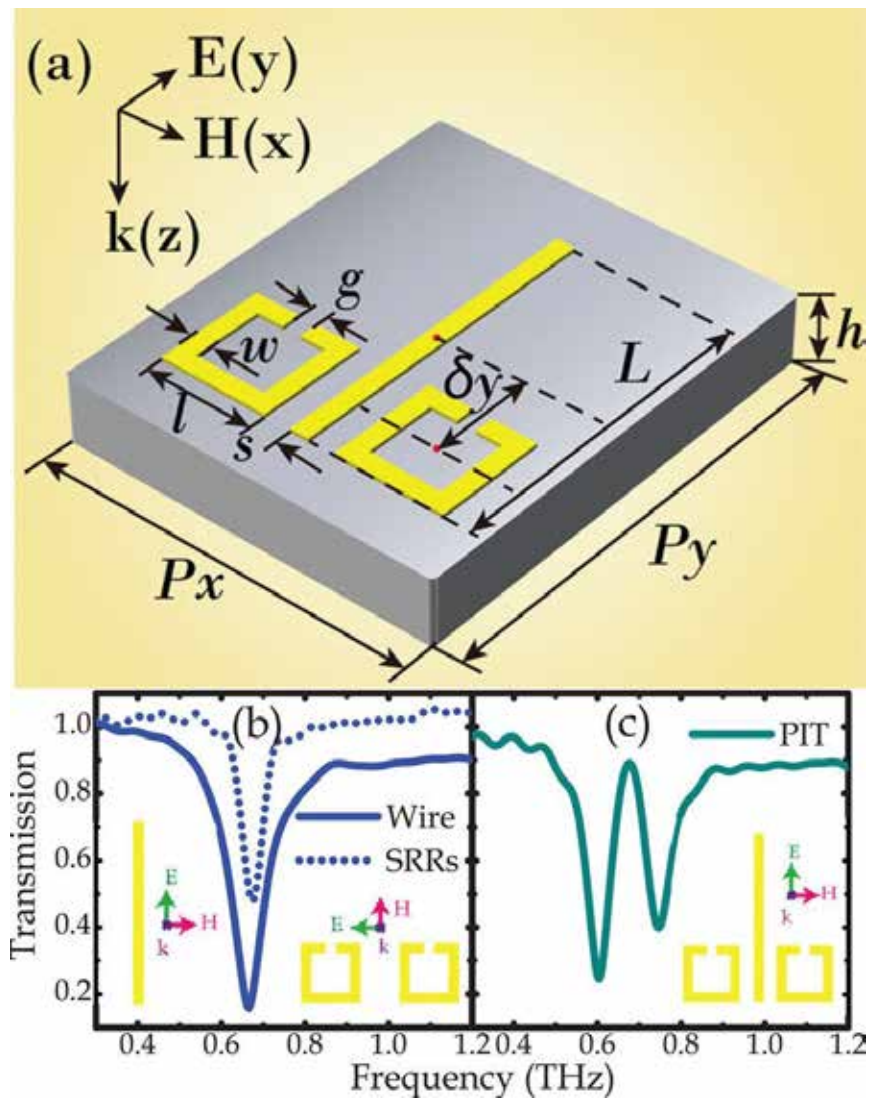 (a)
E(y)
H(x)
k(z)
g
w
l
s
δy
L
h
Px
Py
Transmission
1.0
0.8
0.6
0.4
0.2
(b)
Wire
SRRs
E
H
k
H
E
k
0.4 0.6 0.8 1.0 1.2
(c)
PIT
E
H
k
0.4 0.6 0.8 1.0 1.2
Frequency (THz)